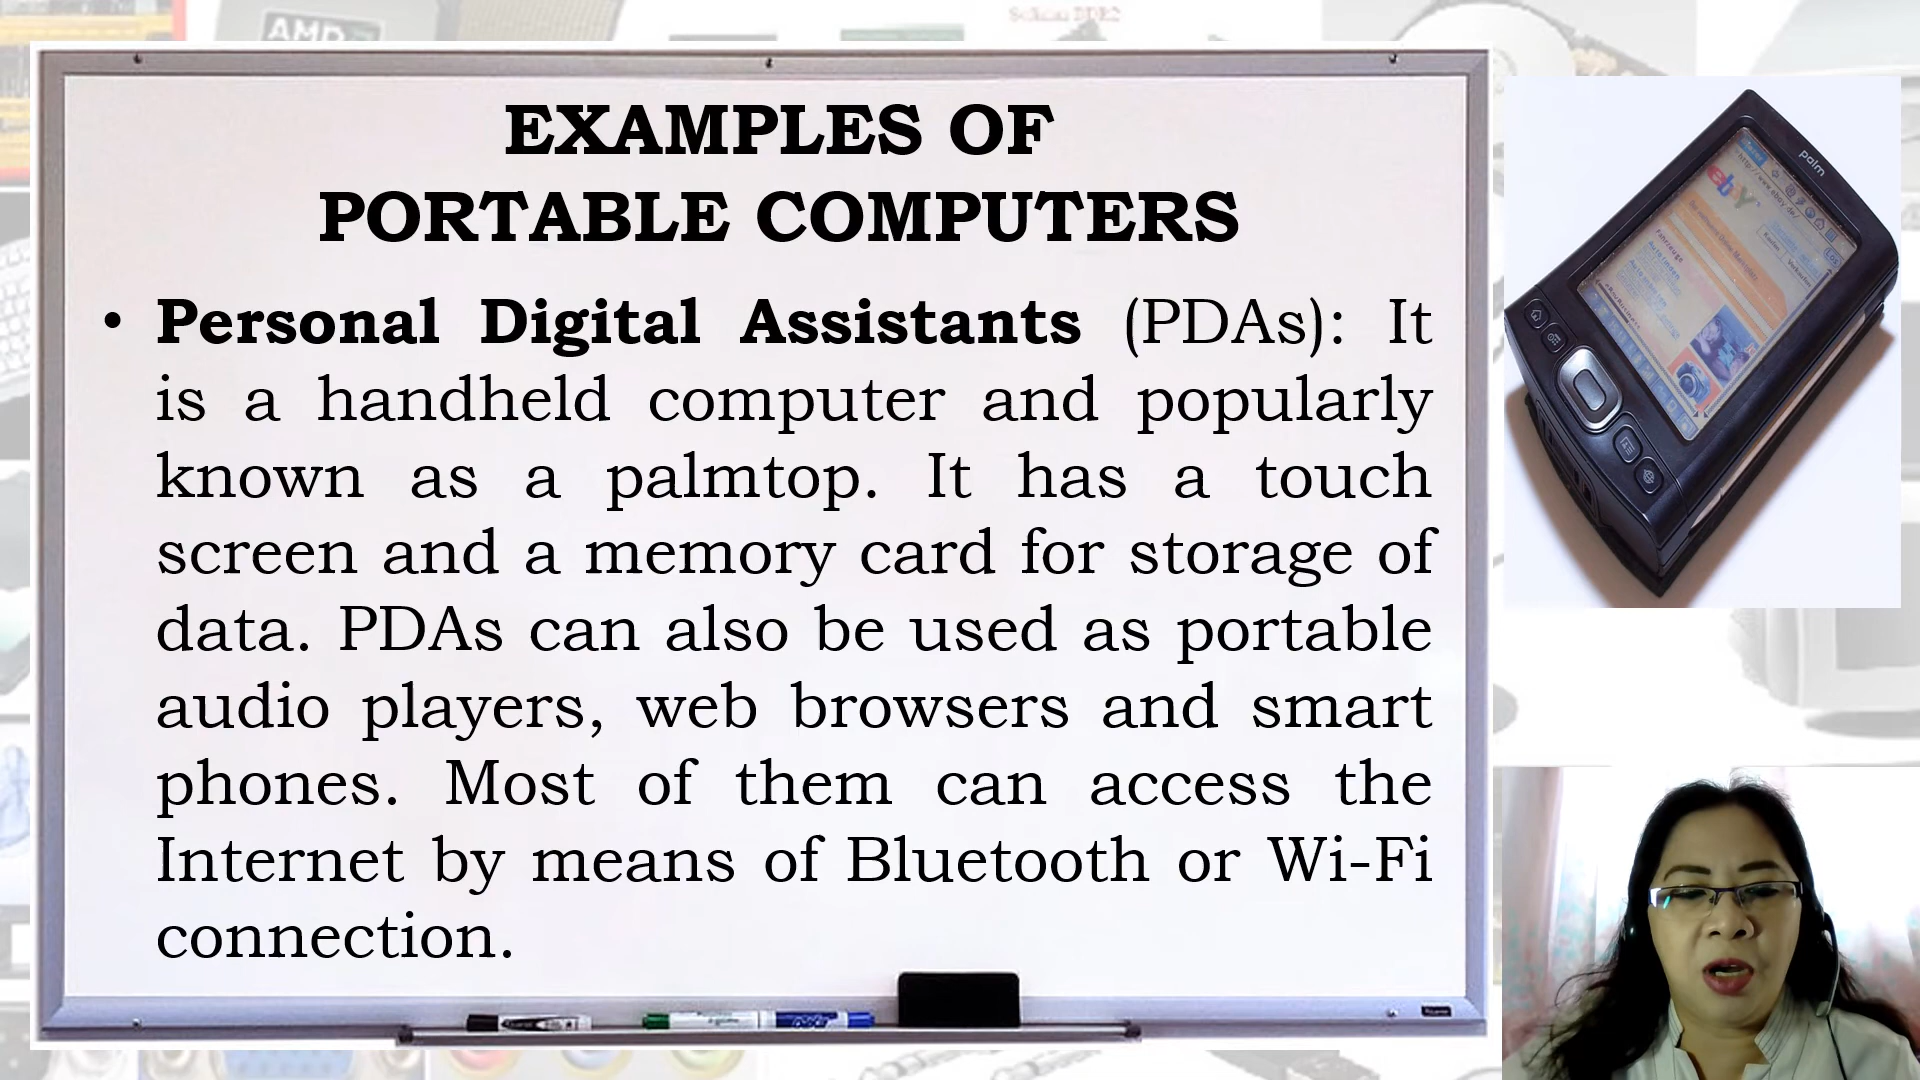 EXAMPLES OF
PORTABLE COMPUTERS
• Personal Digital Assistants (PDAs): It
is a handheld computer and popularly
known as a palmtop. It has a touch
screen and a memory card for storage of
data. PDAs can also be used as portable
audio players, web browsers and smart
phones. Most of them can access the
Internet by means of Bluetooth or Wi-Fi
connection.
AMD
palm
ebay